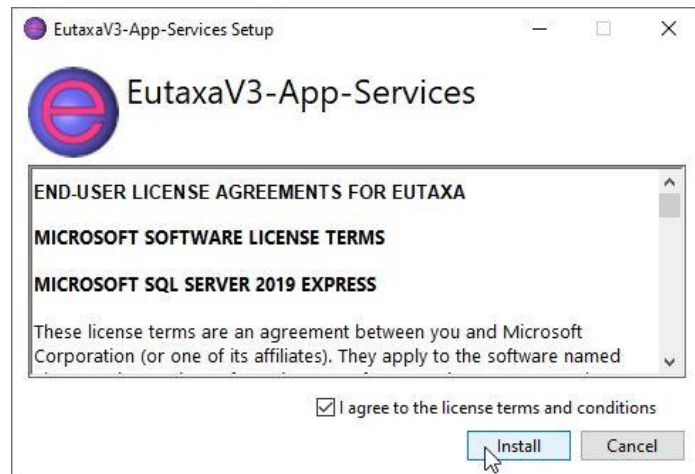 EutaxaV3-App-Services Setup
EutaxaV3-App-Services
END-USER LICENSE AGREEMENTS FOR EUTAXA
MICROSOFT SOFTWARE LICENSE TERMS
MICROSOFT SQL SERVER 2019 EXPRESS
These license terms are an agreement between you and Microsoft
Corporation (or one of its affiliates). They apply to the software named
I agree to the license terms and conditions
Install
Cancel